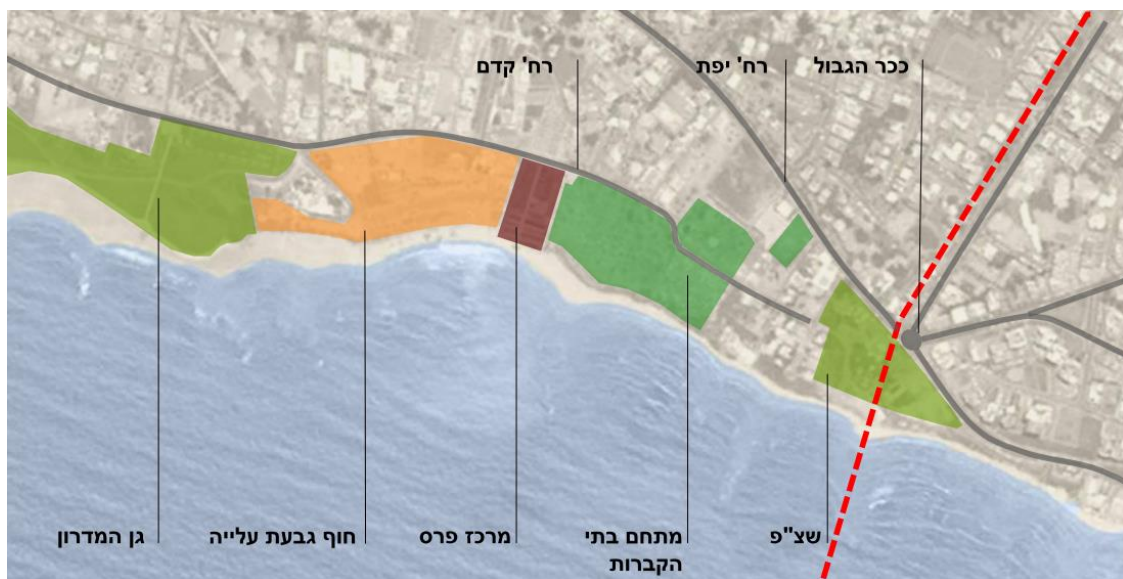 ככר הגבול
רח' יפת
רח' קדם
שצ"פ
מתחם בתי
הקברות
מרכז פרס
חוף גבעת עלייה
גן המדרון